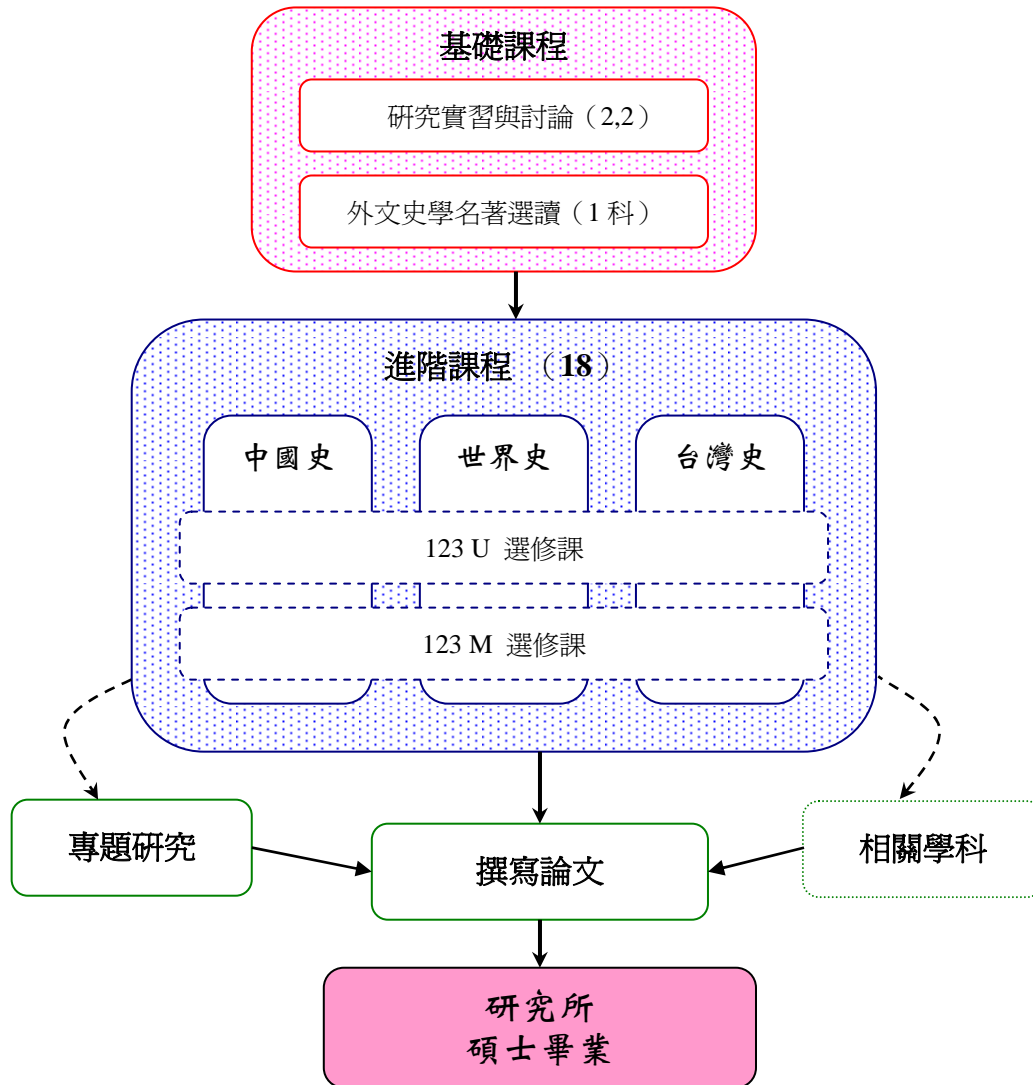 基礎課程
研究實習與討論（2,2）
外文史學名著選讀（1 科）
進階課程 （18）
中國史
世界史
台灣史
123 U 選修課
123 M 選修課
專題研究
撰寫論文
相關學科
研究所
碩士畢業